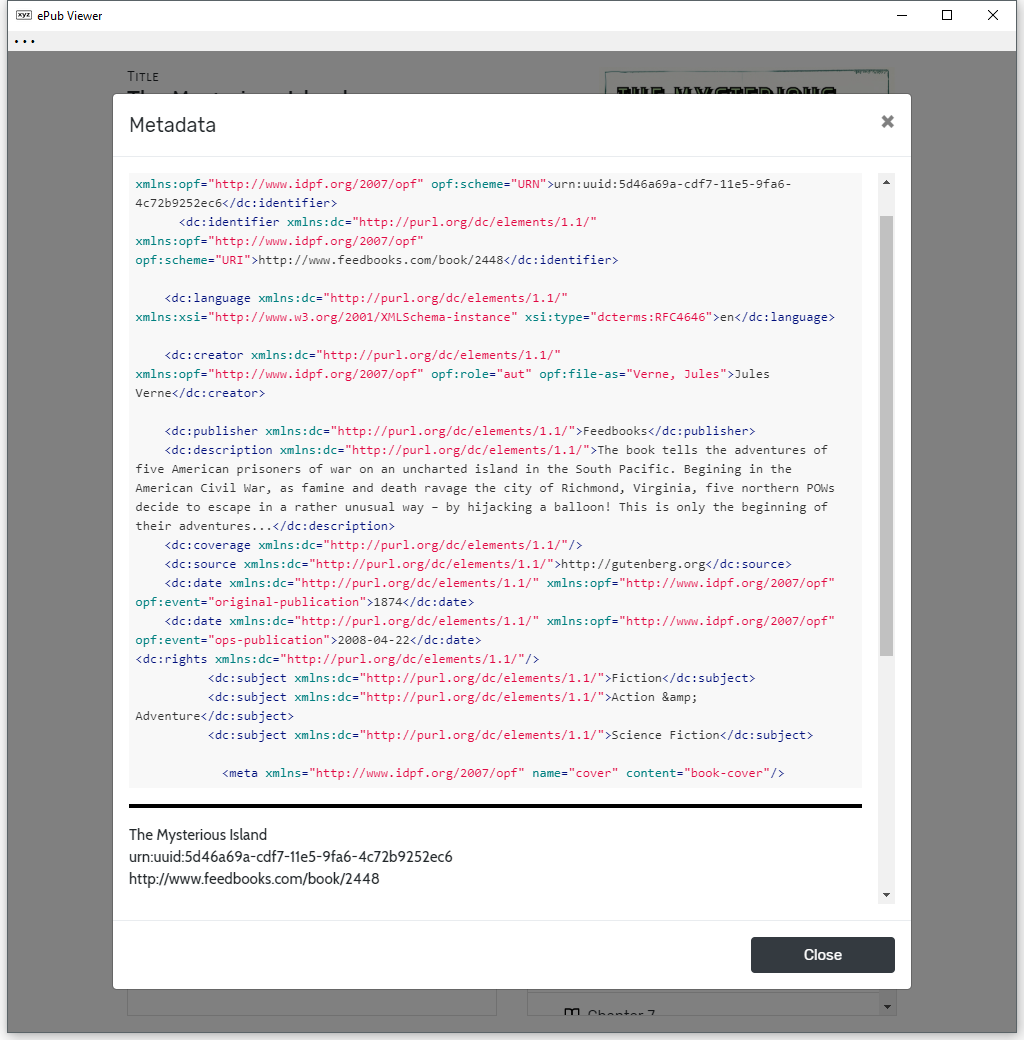 xyz ePub Viewer
...
Title
The Mysterious Island
THE MYSTERIOUS
Metadata
xmlns:opf="http://www.idpf.org/2007/opf" opf:scheme="URN">urn:uuid:5d46a69a-cdf7-11e5-9fa6-
4c72b9252ec6</dc:identifier>
<dc:identifier xmlns:dc="http://purl.org/dc/elements/1.1/"
xmlns:opf="http://www.idpf.org/2007/opf"
opf:scheme="URI">http://www.feedbooks.com/book/2448</dc:identifier>
<dc:language xmlns:dc="http://purl.org/dc/elements/1.1/"
xmlns:xsi="http://www.w3.org/2001/XMLSchema-instance" xsi:type="dcterms:RFC4646">en</dc:language>
<dc:creator xmlns:dc="http://purl.org/dc/elements/1.1/"
xmlns:opf="http://www.idpf.org/2007/opf" opf:role="aut" opf:file-as="Verne, Jules">Jules
Verne</dc:creator>
<dc:publisher xmlns:dc="http://purl.org/dc/elements/1.1/">Feedbooks</dc:publisher>
<dc:description xmlns:dc="http://purl.org/dc/elements/1.1/">The book tells the adventures of
five American prisoners of war on an uncharted island in the South Pacific. Begining in the
American Civil War, as famine and death ravage the city of Richmond, Virginia, five northern POWs
decide to escape in a rather unusual way – by hijacking a balloon! This is only the beginning of
their adventures...</dc:description>
<dc:coverage xmlns:dc="http://purl.org/dc/elements/1.1/"/>
<dc:source xmlns:dc="http://purl.org/dc/elements/1.1/">http://gutenberg.org</dc:source>
<dc:date xmlns:dc="http://purl.org/dc/elements/1.1/" xmlns:opf="http://www.idpf.org/2007/opf"
opf:event="original-publication">1874</dc:date>
<dc:date xmlns:dc="http://purl.org/dc/elements/1.1/" xmlns:opf="http://www.idpf.org/2007/opf"
opf:event="ops-publication">2008-04-22</dc:date>
<dc:rights xmlns:dc="http://purl.org/dc/elements/1.1/"/>
<dc:subject xmlns:dc="http://purl.org/dc/elements/1.1/">Fiction</dc:subject>
<dc:subject xmlns:dc="http://purl.org/dc/elements/1.1/">Action &amp;
Adventure</dc:subject>
<dc:subject xmlns:dc="http://purl.org/dc/elements/1.1/">Science Fiction</dc:subject>
<meta xmlns="http://www.idpf.org/2007/opf" name="cover" content="book-cover"/>
The Mysterious Island
urn:uuid:5d46a69a-cdf7-11e5-9fa6-4c72b9252ec6
http://www.feedbooks.com/book/2448
Close
Chapter 7